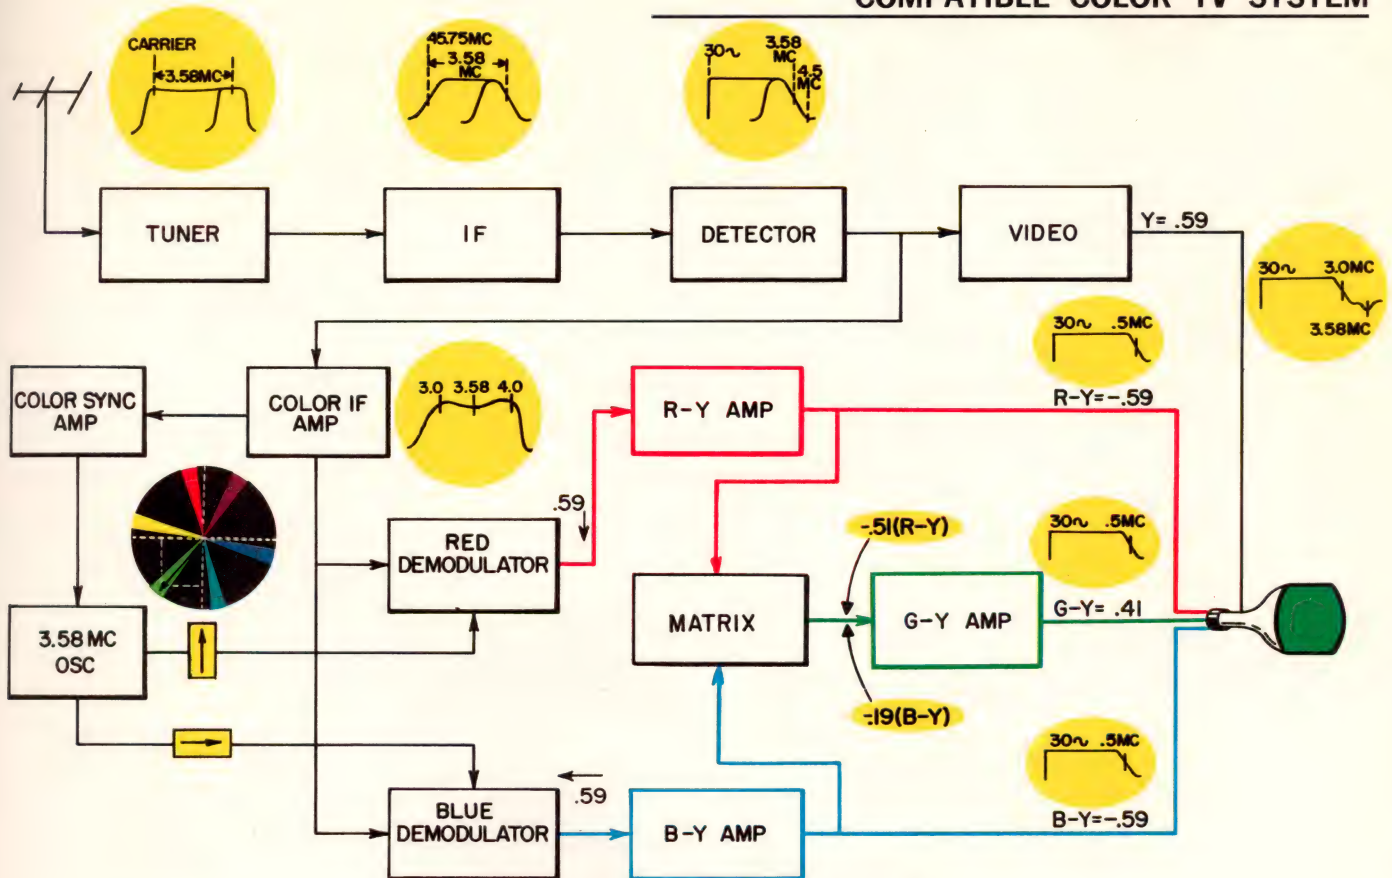 COMPATIBLE COLOR TV SYSTEM
CARRIER
3.58MC
45.75MC
3.58
MC
30~
3.58
MC
4.5
MC
TUNER
IF
DETECTOR
VIDEO
Y= .59
30~ 3.0MC
3.58MC
30~ .5MC
COLOR SYNC
AMP
COLOR IF
AMP
3.0 3.58 4.0
R-Y AMP
R-Y=-.59
.59
RED
DEMODULATOR
-.51(R-Y)
30~ .5MC
3.58 MC
OSC
MATRIX
G-Y AMP
G-Y= .41
-.19(B-Y)
30~ .5MC
.59
BLUE
DEMODULATOR
B-Y AMP
B-Y=-.59